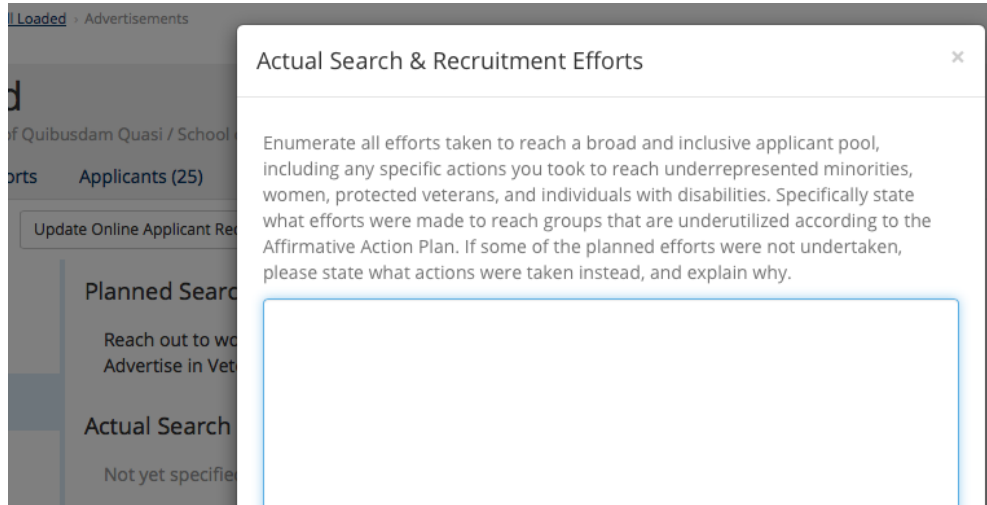 ll Loaded › Advertisements
Actual Search & Recruitment Efforts ×
d
of Quibusdam Quasi / School
orts Applicants (25)
Update Online Applicant Rec
Enumerate all efforts taken to reach a broad and inclusive applicant pool,
including any specific actions you took to reach underrepresented minorities,
women, protected veterans, and individuals with disabilities. Specifically state
what efforts were made to reach groups that are underutilized according to the
Affirmative Action Plan. If some of the planned efforts were not undertaken,
please state what actions were taken instead, and explain why.
Planned Searc
Reach out to wo
Advertise in Vet
Actual Search
Not yet specifie